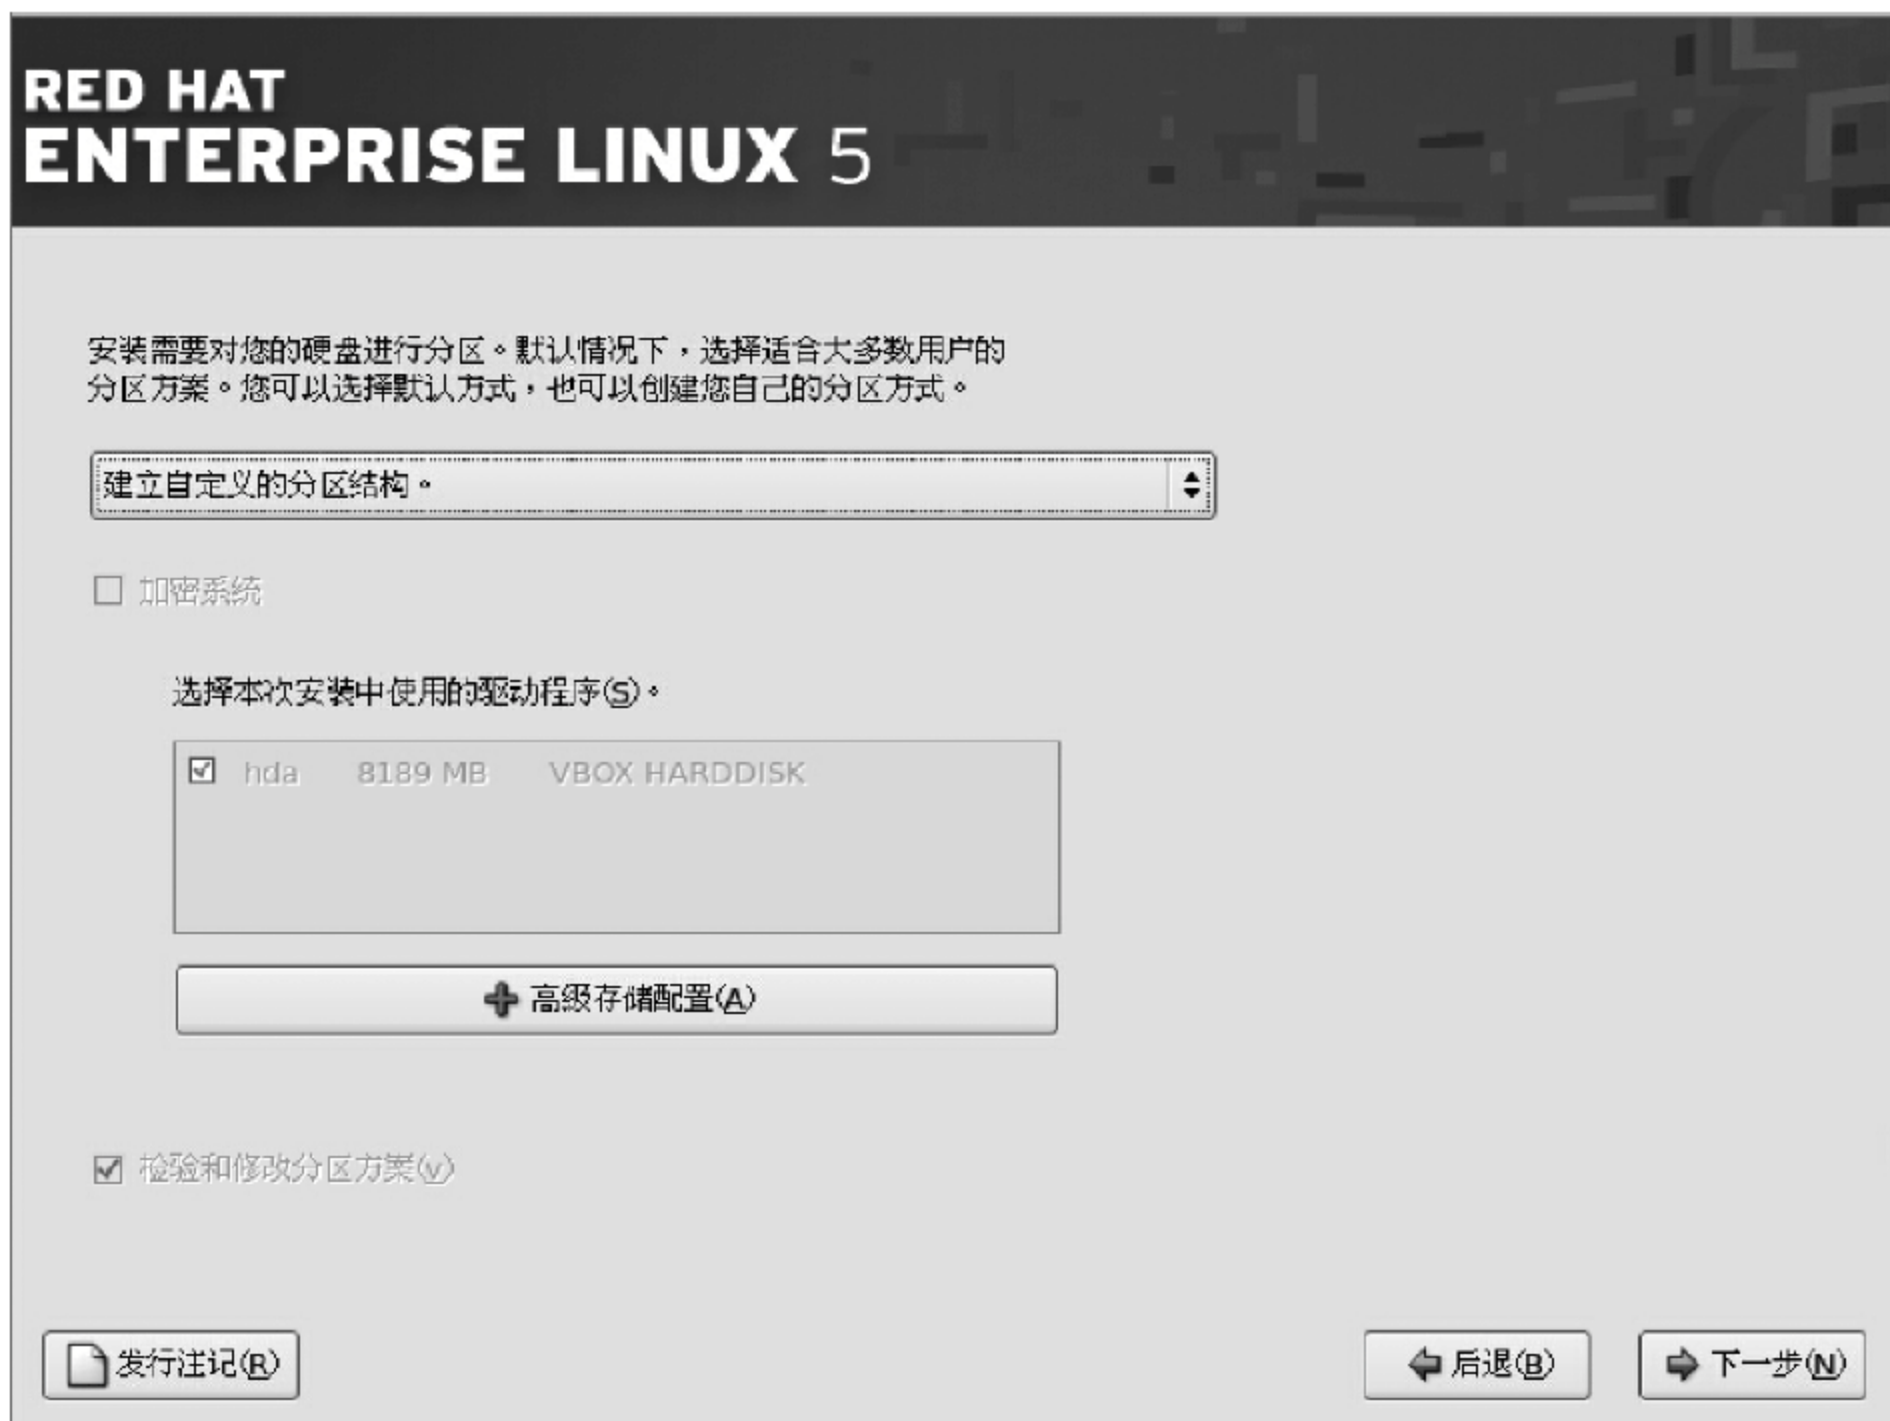 RED HAT
ENTERPRISE LINUX 5
安装需要对您的硬盘进行分区。默认情况下，选择适合大多数用户的
分区方案。您可以选择默认方式，也可以创建您自己的分区方式。
建立自定义的分区结构。
加密系统
选择本次安装中使用的驱动程序(S)。
hda 8189 MB VBOX HARDDISK
高级存储配置(A)
检验和修改分区方案(v)
发行注记(R)
后退(B)
下一步(N)